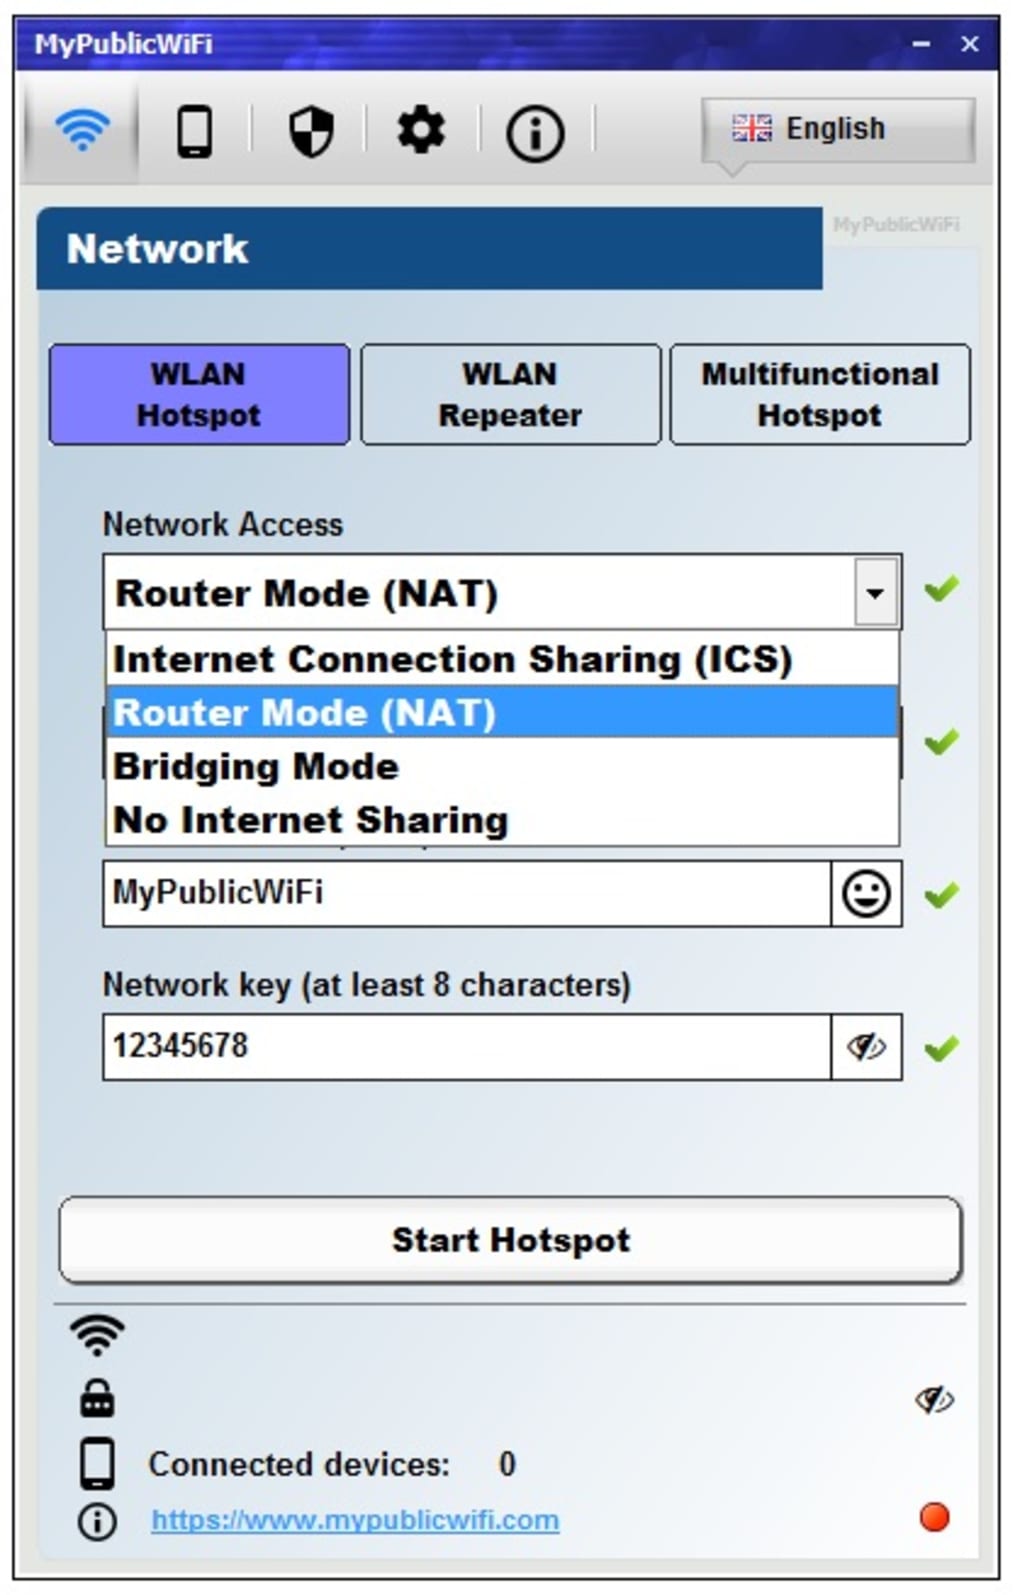 MyPublicWiFi
English
MyPublicWiFi
Network
WLAN
Hotspot
WLAN
Repeater
Multifunctional
Hotspot
Network Access
Router Mode (NAT)
Internet Connection Sharing (ICS)
Router Mode (NAT)
Bridging Mode
No Internet Sharing
MyPublicWiFi
Network key (at least 8 characters)
12345678
Start Hotspot
Connected devices: 0
https://www.mypublicwifi.com